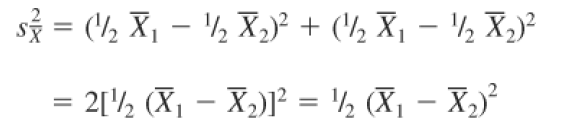 s²_X̄ = (½ X̄₁ − ½ X̄₂)² + (½ X̄₁ − ½ X̄₂)²
= 2[½ (X̄₁ − X̄₂)]² = ½ (X̄₁ − X̄₂)²